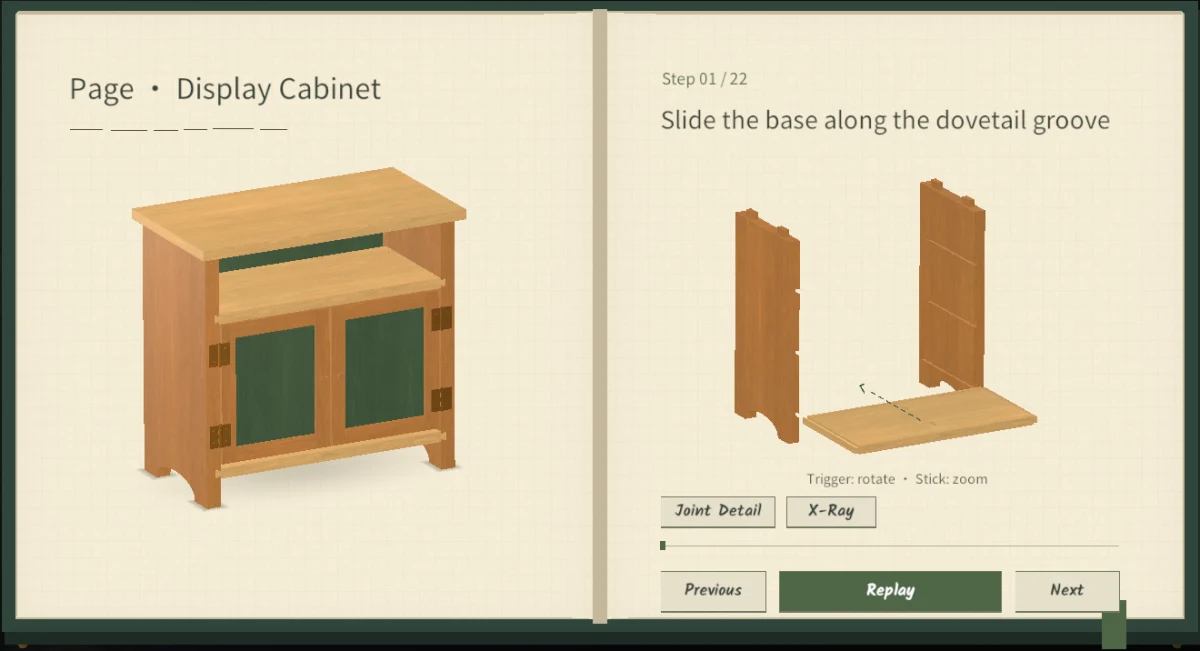 Page • Display Cabinet
Step 01 / 22
Slide the base along the dovetail groove
Trigger: rotate • Stick: zoom
Joint Detail
X-Ray
Previous
Replay
Next